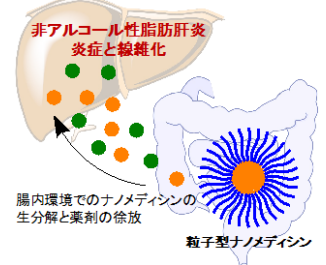 非アルコール性脂肪肝炎
炎症と線維化
腸内環境でのナノメディシンの
生分解と薬剤の徐放
粒子型ナノメディシン